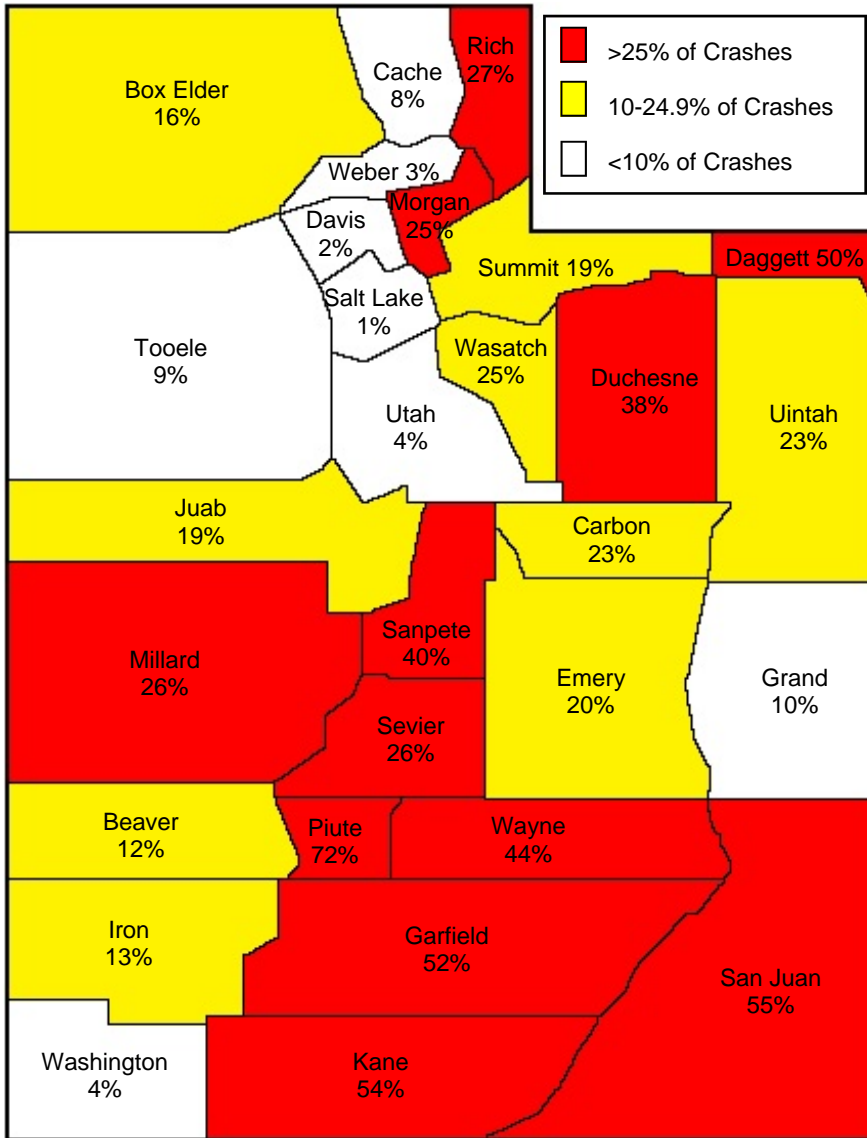 Rich
27%
>25% of Crashes
10-24.9% of Crashes
<10% of Crashes
Cache
8%
Box Elder
16%
Weber 3%
Morgan
25%
Davis
2%
Summit 19%
Daggett 50%
Salt Lake
1%
Tooele
9%
Wasatch
25%
Duchesne
38%
Uintah
23%
Utah
4%
Juab
19%
Carbon
23%
Sanpete
40%
Millard
26%
Emery
20%
Grand
10%
Sevier
26%
Beaver
12%
Piute
72%
Wayne
44%
Iron
13%
Garfield
52%
San Juan
55%
Washington
4%
Kane
54%